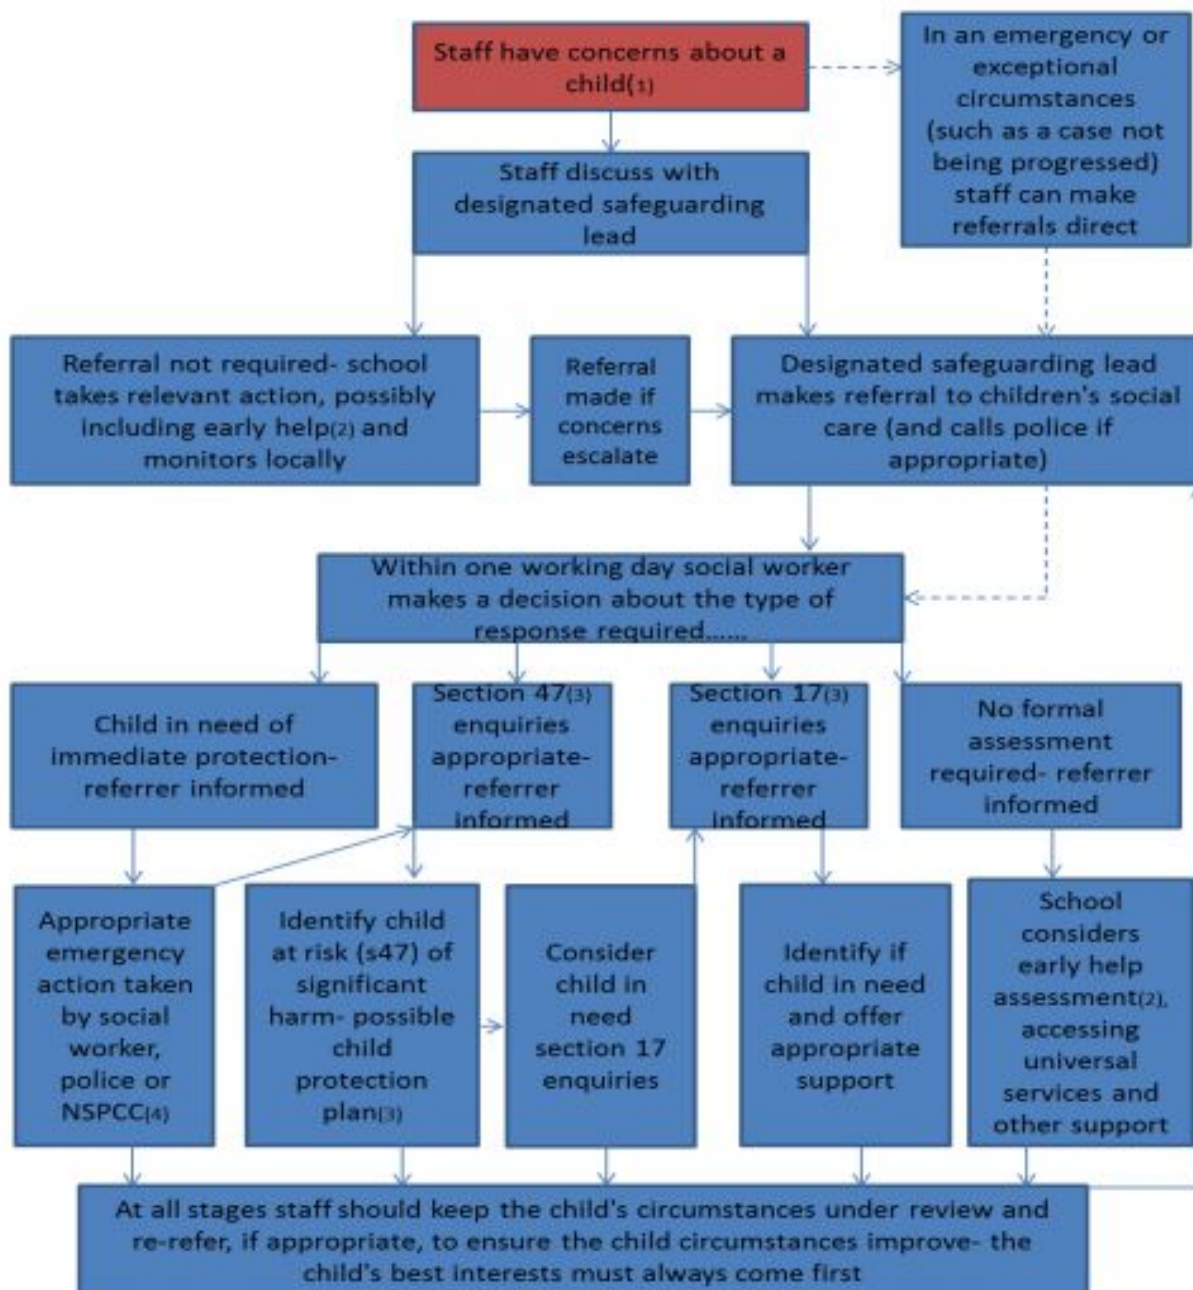 Staff have concerns about a
child(1)
In an emergency or
exceptional
circumstances
(such as a case not
being progressed)
staff can make
referrals direct
Staff discuss with
designated safeguarding
lead
Referral not required- school
takes relevant action, possibly
including early help(2) and
monitors locally
Referral
made if
concerns
escalate
Designated safeguarding lead
makes referral to children's social
care (and calls police if
appropriate)
Within one working day social worker
makes a decision about the type of
response required......
Child in need of
immediate protection-
referrer informed
Section 47(3)
enquiries
appropriate-
referrer
informed
Section 17(3)
enquiries
appropriate-
referrer
informed
No formal
assessment
required- referrer
informed
Appropriate
emergency
action taken
by social
worker,
police or
NSPCC(4)
Identify child
at risk (s47) of
significant
harm- possible
child
protection
plan(3)
Consider
child in
need
section 17
enquiries
Identify if
child in need
and offer
appropriate
support
School
considers
early help
assessment(2),
accessing
universal
services and
other support
At all stages staff should keep the child's circumstances under review and
re-refer, if appropriate, to ensure the child circumstances improve- the
child's best interests must always come first